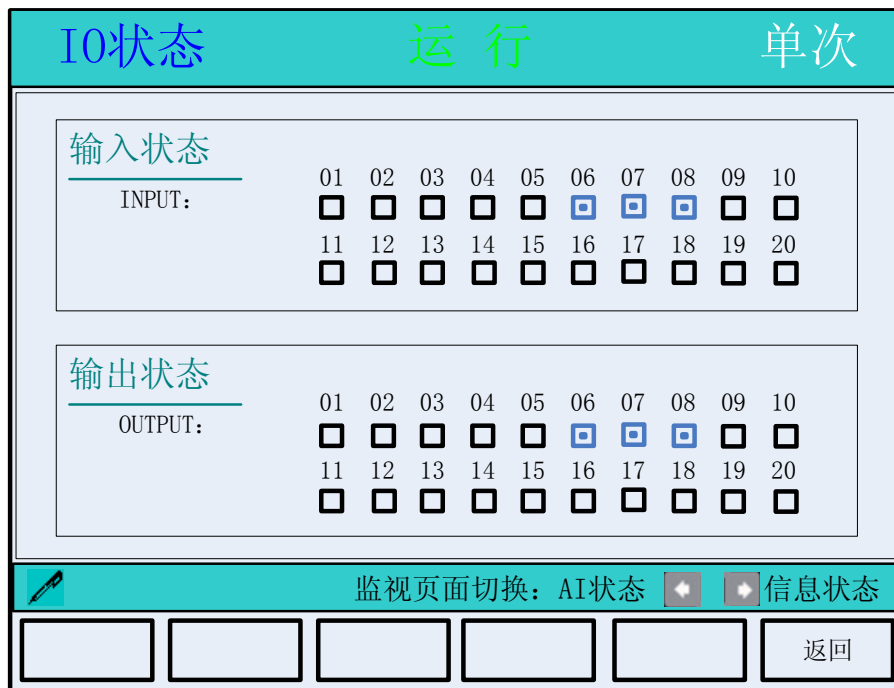 IO状态 运 行 单次
输入状态
INPUT:
01 02 03 04 05 06 07 08 09 10
11 12 13 14 15 16 17 18 19 20
输出状态
OUTPUT:
01 02 03 04 05 06 07 08 09 10
11 12 13 14 15 16 17 18 19 20
监视页面切换：AI状态 信息状态
返回